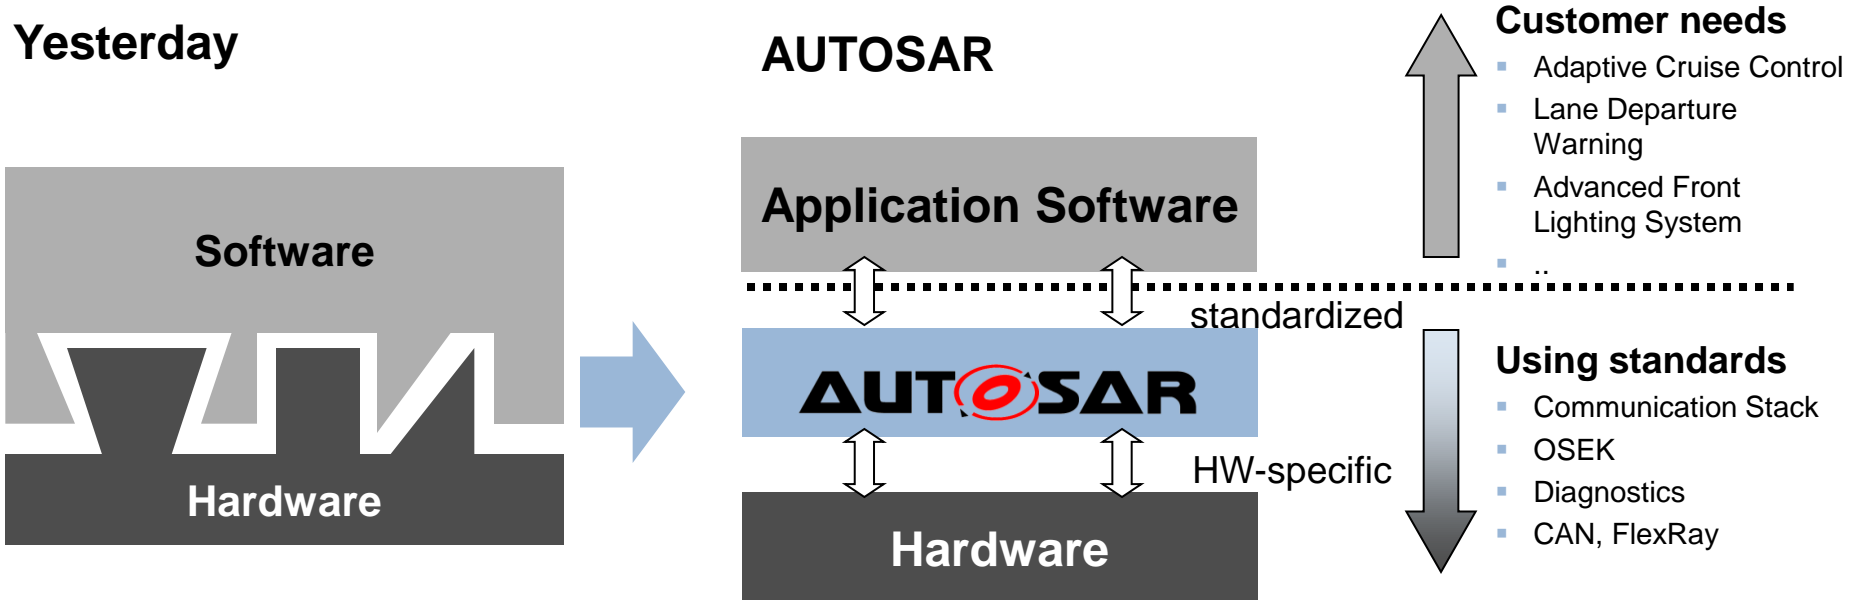 Yesterday
Software
Hardware
AUTOSAR
Application Software
standardized
AUTOSAR
HW-specific
Hardware
Customer needs
Adaptive Cruise Control
Lane Departure
Warning
Advanced Front
Lighting System
..
Using standards
Communication Stack
OSEK
Diagnostics
CAN, FlexRay